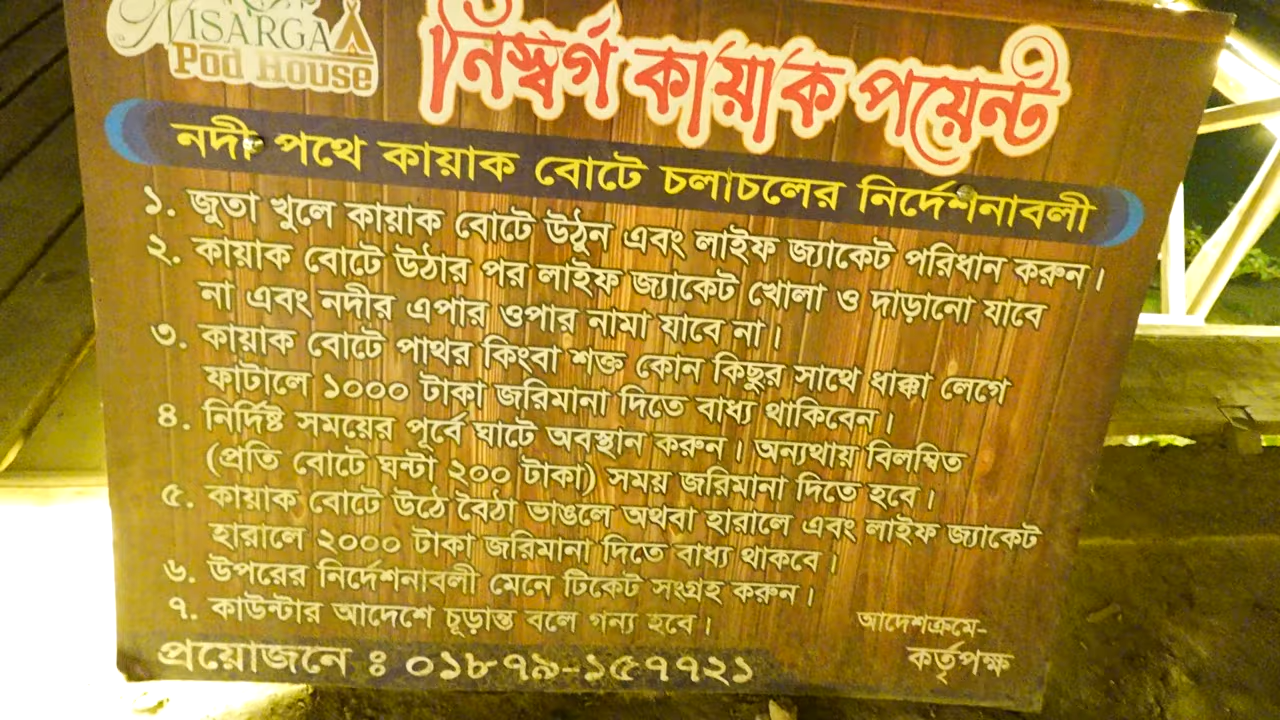 NISARGA
Pod House
নিস্বর্গ কায়াক পয়েন্ট
নদী পথে কায়াক বোটে চলাচলের নির্দেশনাবলী
১. জুতা খুলে কায়াক বোটে উঠুন এবং লাইফ জ্যাকেট পরিধান করুন।
২. কায়াক বোটে উঠার পর লাইফ জ্যাকেট খোলা ও দাড়ানো যাবে
না এবং নদীর এপার ওপার নামা যাবে না।
৩. কায়াক বোটে পাথর কিংবা শক্ত কোন কিছুর সাথে ধাক্কা লেগে
ফাটালে ১০০০ টাকা জরিমানা দিতে বাধ্য থাকিবেন।
৪. নির্দিষ্ট সময়ের পূর্বে ঘাটে অবস্থান করুন। অন্যথায় বিলম্বিত
(প্রতি বোটে ঘন্টা ২০০ টাকা) সময় জরিমানা দিতে হবে।
৫. কায়াক বোটে উঠে বৈঠা ভাঙলে অথবা হারালে এবং লাইফ জ্যাকেট
হারালে ২০০০ টাকা জরিমানা দিতে বাধ্য থাকবে।
৬. উপরের নির্দেশনাবলী মেনে টিকেট সংগ্রহ করুন।
৭. কাউন্টার আদেশে চূড়ান্ত বলে গন্য হবে।
আদেশক্রমে-
কর্তৃপক্ষ
প্রয়োজনে ঃ ০১৮৭৯-১৫৭৭২১